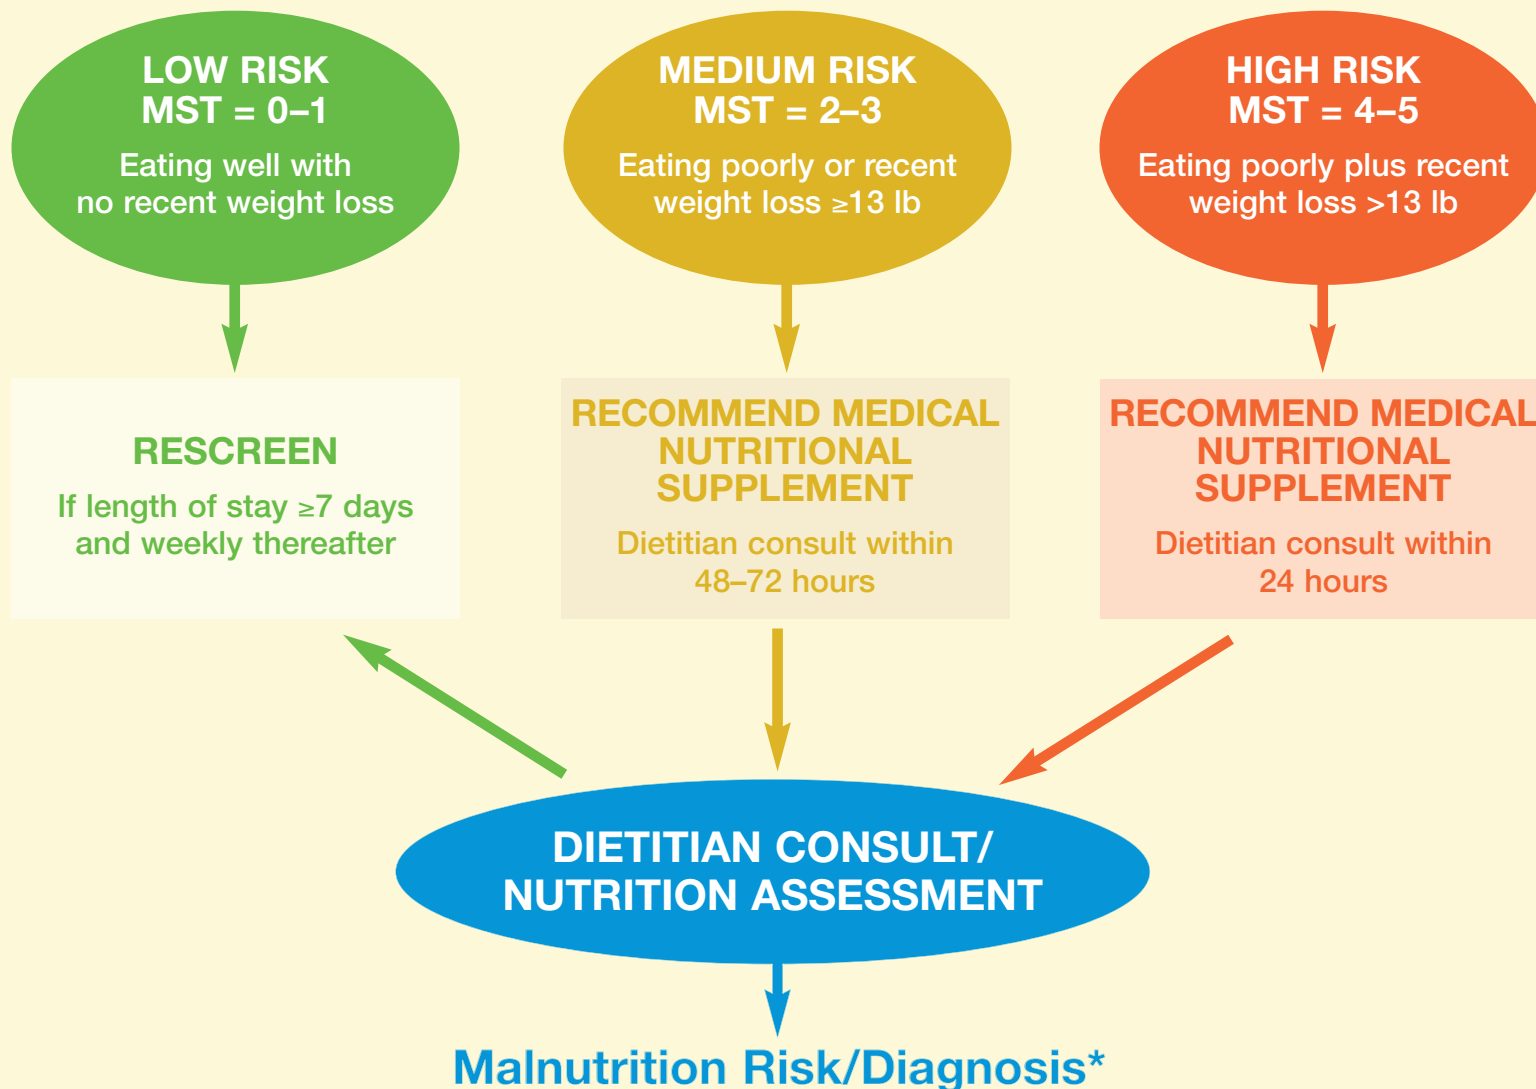 LOW RISK
MST = 0–1
Eating well with
no recent weight loss
MEDIUM RISK
MST = 2–3
Eating poorly or recent
weight loss ≥13 lb
HIGH RISK
MST = 4–5
Eating poorly plus recent
weight loss >13 lb
RESCREEN
If length of stay ≥7 days
and weekly thereafter
RECOMMEND MEDICAL
NUTRITIONAL
SUPPLEMENT
Dietitian consult within
48–72 hours
RECOMMEND MEDICAL
NUTRITIONAL
SUPPLEMENT
Dietitian consult within
24 hours
DIETITIAN CONSULT/
NUTRITION ASSESSMENT
Malnutrition Risk/Diagnosis*